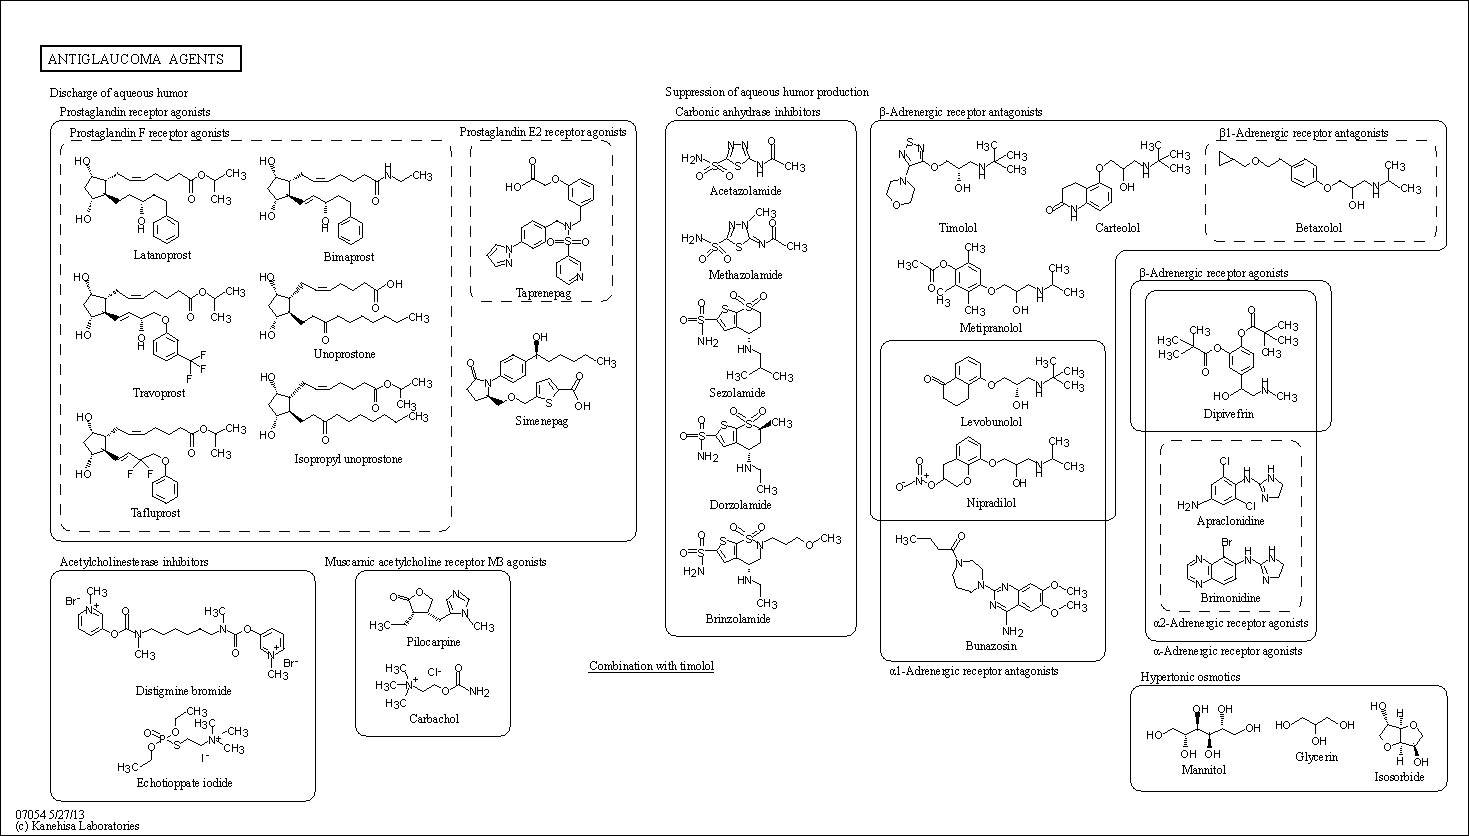 ANTIGLAUCOMA AGENTS
Discharge of aqueous humor
Prostaglandin receptor agonists
Prostaglandin F receptor agonists
Latanoprost
Bimaprost
Travoprost
Unoprostone
Tafluprost
Isopropyl unoprostone
Prostaglandin E2 receptor agonists
Taprenepag
Simenepag
Acetylcholinesterase inhibitors
Distigmine bromide
Echotioppate iodide
Muscarnic acetylcholine receptor M3 agonists
Pilocarpine
Carbachol
Suppression of aqueous humor production
Carbonic anhydrase inhibitors
Acetazolamide
Methazolamide
Sezolamide
Dorzolamide
Brinzolamide
Combination with timolol
β-Adrenergic receptor antagonists
Timolol
Carteolol
β1-Adrenergic receptor antagonists
Betaxolol
Metipranolol
Levobunolol
Nipradilol
Bunazosin
α1-Adrenergic receptor antagonists
β-Adrenergic receptor agonists
Dipivefrin
Apraclonidine
Brimonidine
α2-Adrenergic receptor agonists
α-Adrenergic receptor agonists
Hypertonic osmotics
Mannitol
Glycerin
Isosorbide
07054 5/27/13
(c) Kanehisa Laboratories